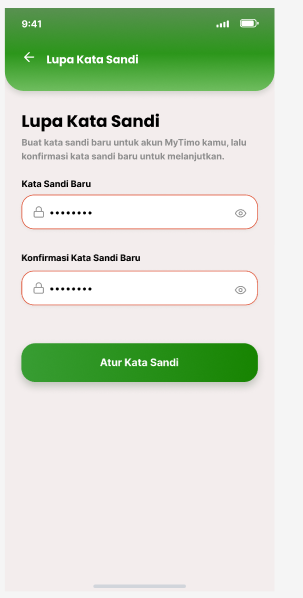 9:41
Lupa Kata Sandi
Lupa Kata Sandi
Buat kata sandi baru untuk akun MyTimo kamu, lalu
konfirmasi kata sandi baru untuk melanjutkan.
Kata Sandi Baru
••••••••
Konfirmasi Kata Sandi Baru
••••••••
Atur Kata Sandi